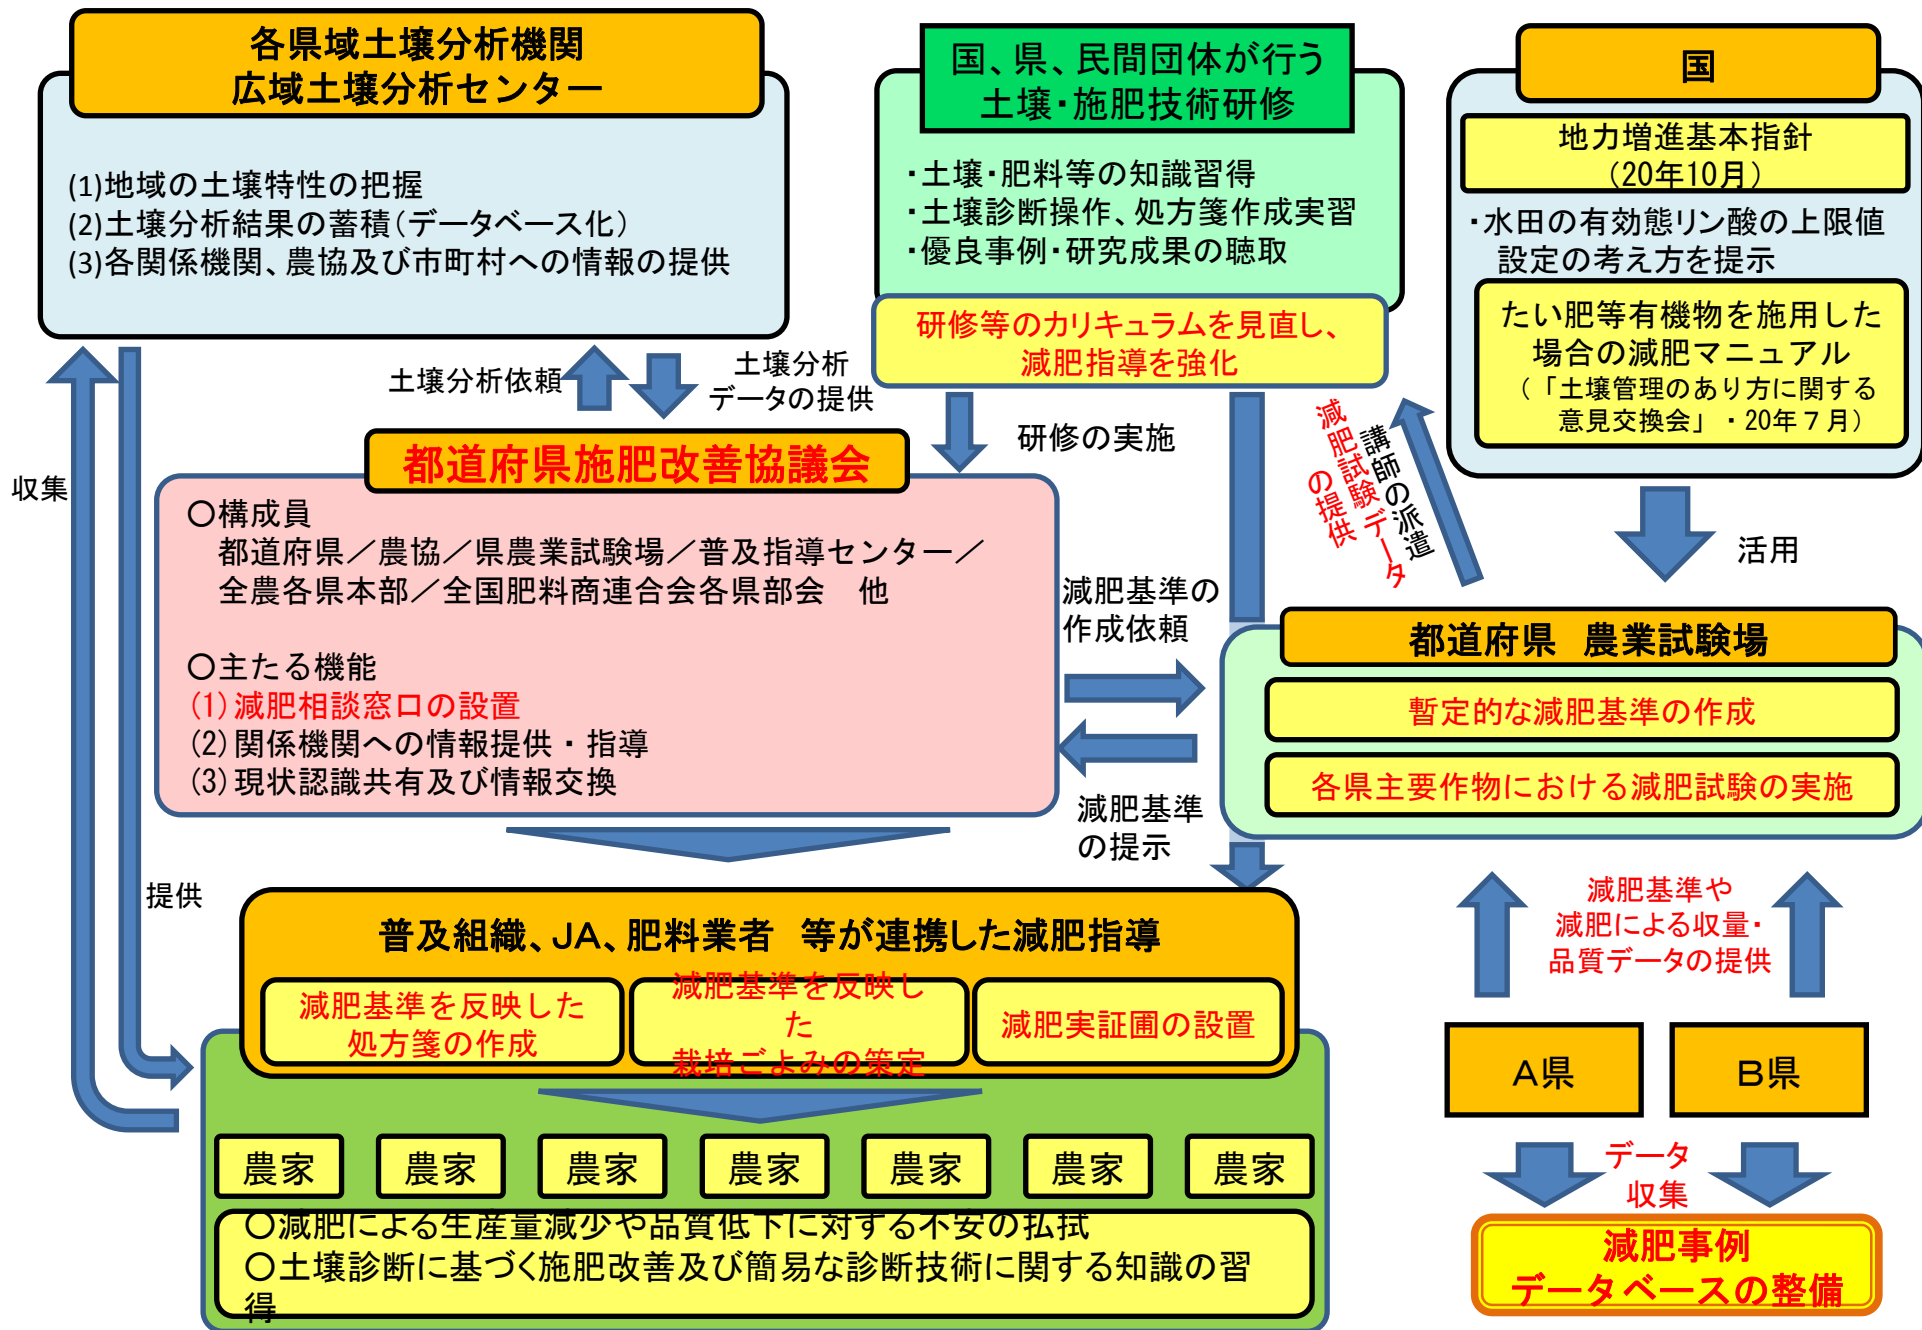 各県域土壌分析機関
広域土壌分析センター
(1)地域の土壌特性の把握
(2)土壌分析結果の蓄積(データベース化)
(3)各関係機関、農協及び市町村への情報の提供
国、県、民間団体が行う
土壌・施肥技術研修
・土壌・肥料等の知識習得
・土壌診断操作、処方箋作成実習
・優良事例・研究成果の聴取
研修等のカリキュラムを見直し、
減肥指導を強化
国
地力増進基本指針
(20年10月)
・水田の有効態リン酸の上限値
設定の考え方を提示
たい肥等有機物を施用した
場合の減肥マニュアル
(「土壌管理のあり方に関する
意見交換会」・20年7月)
土壌分析依頼
土壌分析
データの提供
研修の実施
講師の派遣
減肥試験データ
の提供
活用
収集
提供
都道府県施肥改善協議会
○構成員
都道府県／農協／県農業試験場／普及指導センター／
全農各県本部／全国肥料商連合会各県部会　他
○主たる機能
(1)減肥相談窓口の設置
(2)関係機関への情報提供・指導
(3)現状認識共有及び情報交換
減肥基準の
作成依頼
減肥基準
の提示
都道府県　農業試験場
暫定的な減肥基準の作成
各県主要作物における減肥試験の実施
減肥基準や
減肥による収量・
品質データの提供
A県
B県
データ
収集
減肥事例
データベースの整備
普及組織、JA、肥料業者　等が連携した減肥指導
減肥基準を反映した
処方箋の作成
減肥基準を反映し
た
栽培ごよみの策定
減肥実証圃の設置
農家
農家
農家
農家
農家
農家
農家
○減肥による生産量減少や品質低下に対する不安の払拭
○土壌診断に基づく施肥改善及び簡易な診断技術に関する知識の習
得